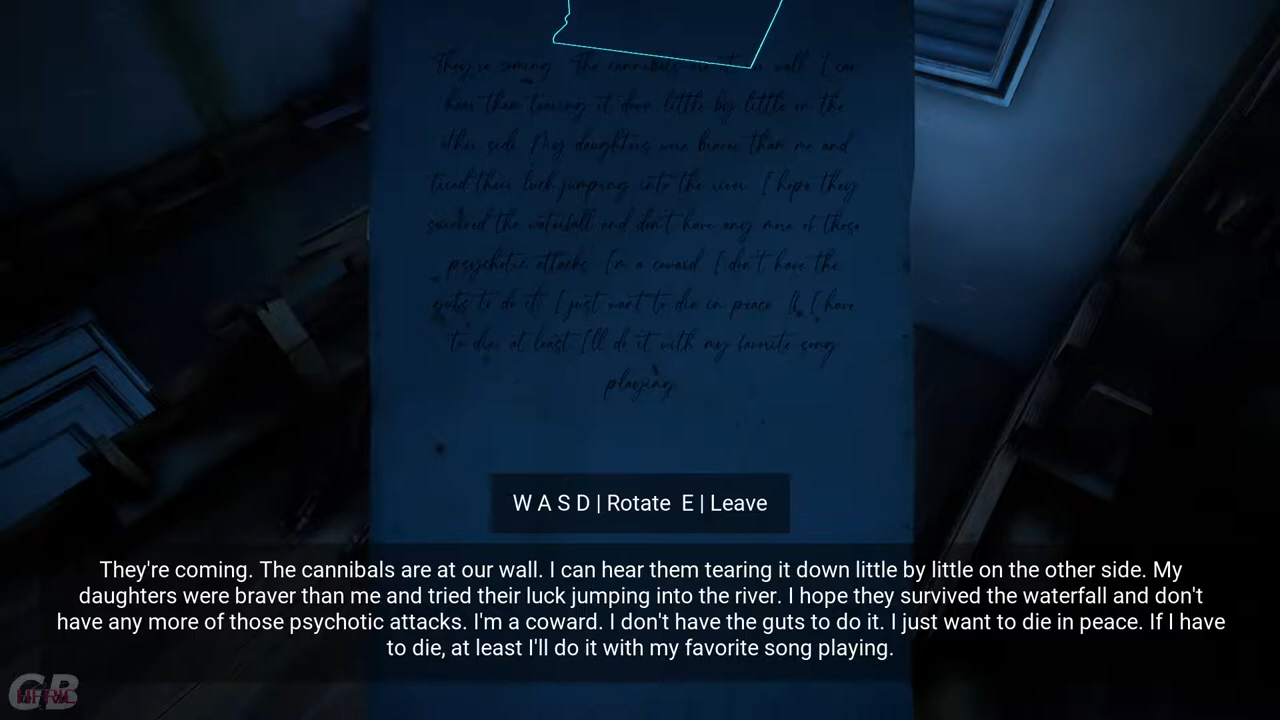 They're coming. The cannibals are at our wall. I can
hear them tearing it down little by little on the
other side. My daughters were braver than me and
tried their luck jumping into the river. I hope they
survived the waterfall and don't have any more of those
psychotic attacks. I'm a coward. I don't have the
guts to do it. I just want to die in peace. If I have
to die, at least I'll do it with my favorite song
playing.
W A S D | Rotate E | Leave
They're coming. The cannibals are at our wall. I can hear them tearing it down little by little on the other side. My
daughters were braver than me and tried their luck jumping into the river. I hope they survived the waterfall and don't
have any more of those psychotic attacks. I'm a coward. I don't have the guts to do it. I just want to die in peace. If I have
to die, at least I'll do it with my favorite song playing.
GB